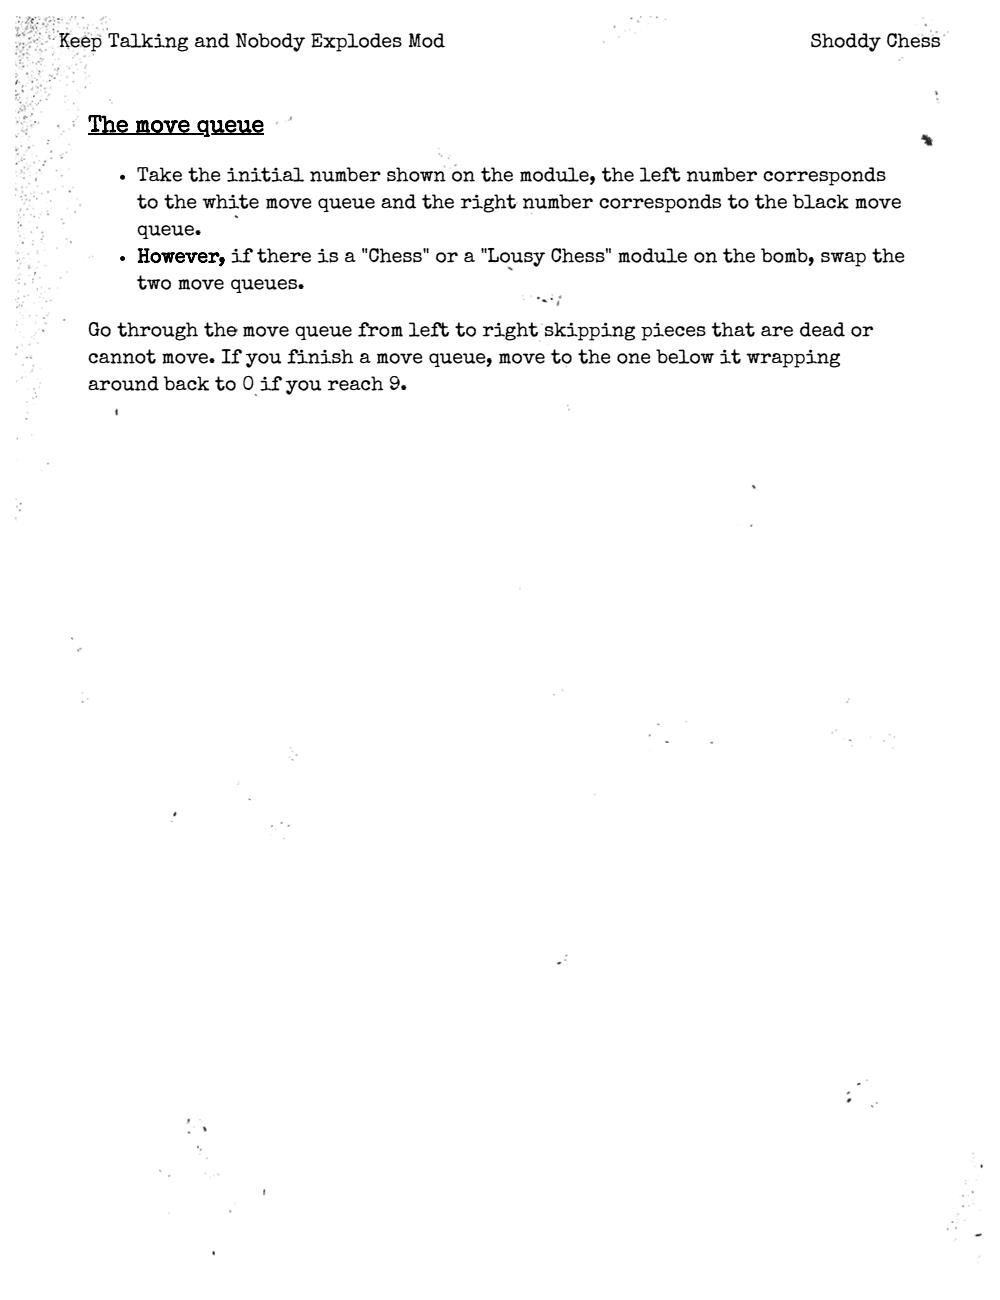 Keep Talking and Nobody Explodes Mod
Shoddy Chess
The move queue
• Take the initial number shown on the module, the left number corresponds
to the white move queue and the right number corresponds to the black move
queue.
• However, if there is a "Chess" or a "Lousy Chess" module on the bomb, swap the
two move queues.
Go through the move queue from left to right skipping pieces that are dead or
cannot move. If you finish a move queue, move to the one below it wrapping
around back to 0 if you reach 9.